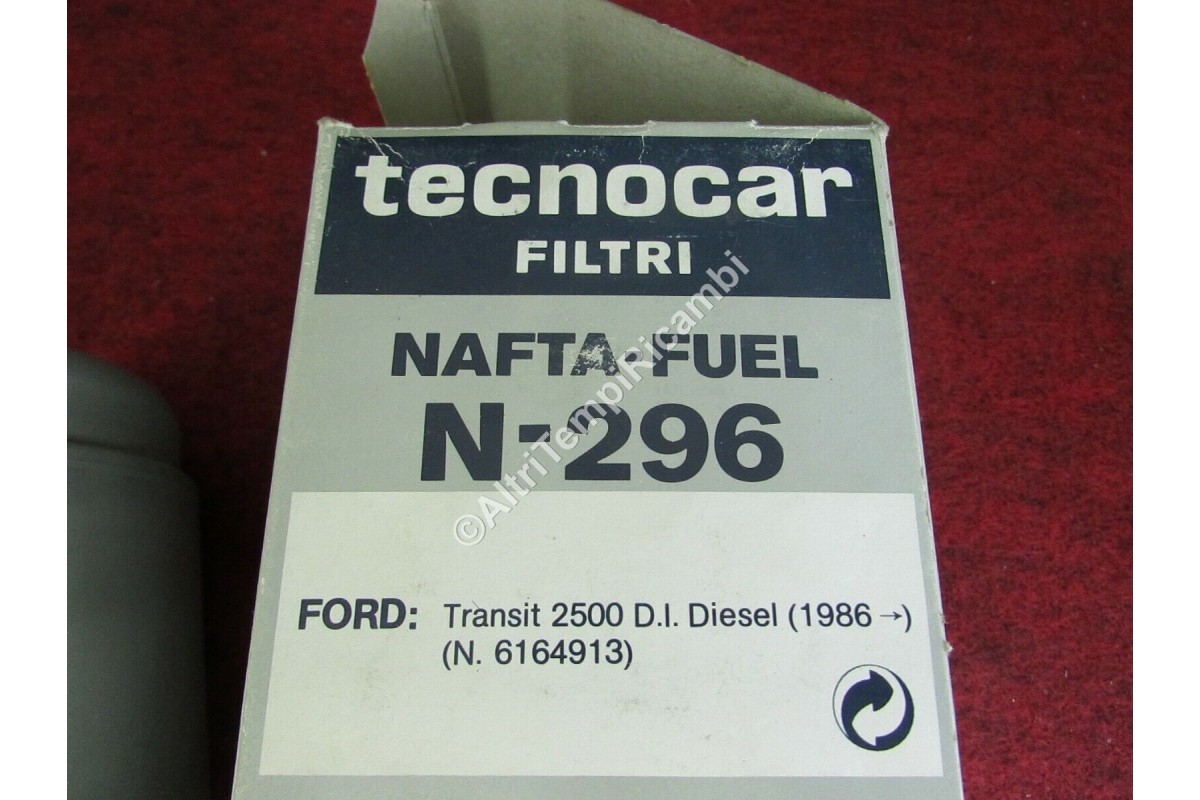 tecnocar
FILTRI
NAFTA-FUEL
N-296
FORD: Transit 2500 D.I. Diesel (1986 →)
(N. 6164913)
©AltriTempiRicambi